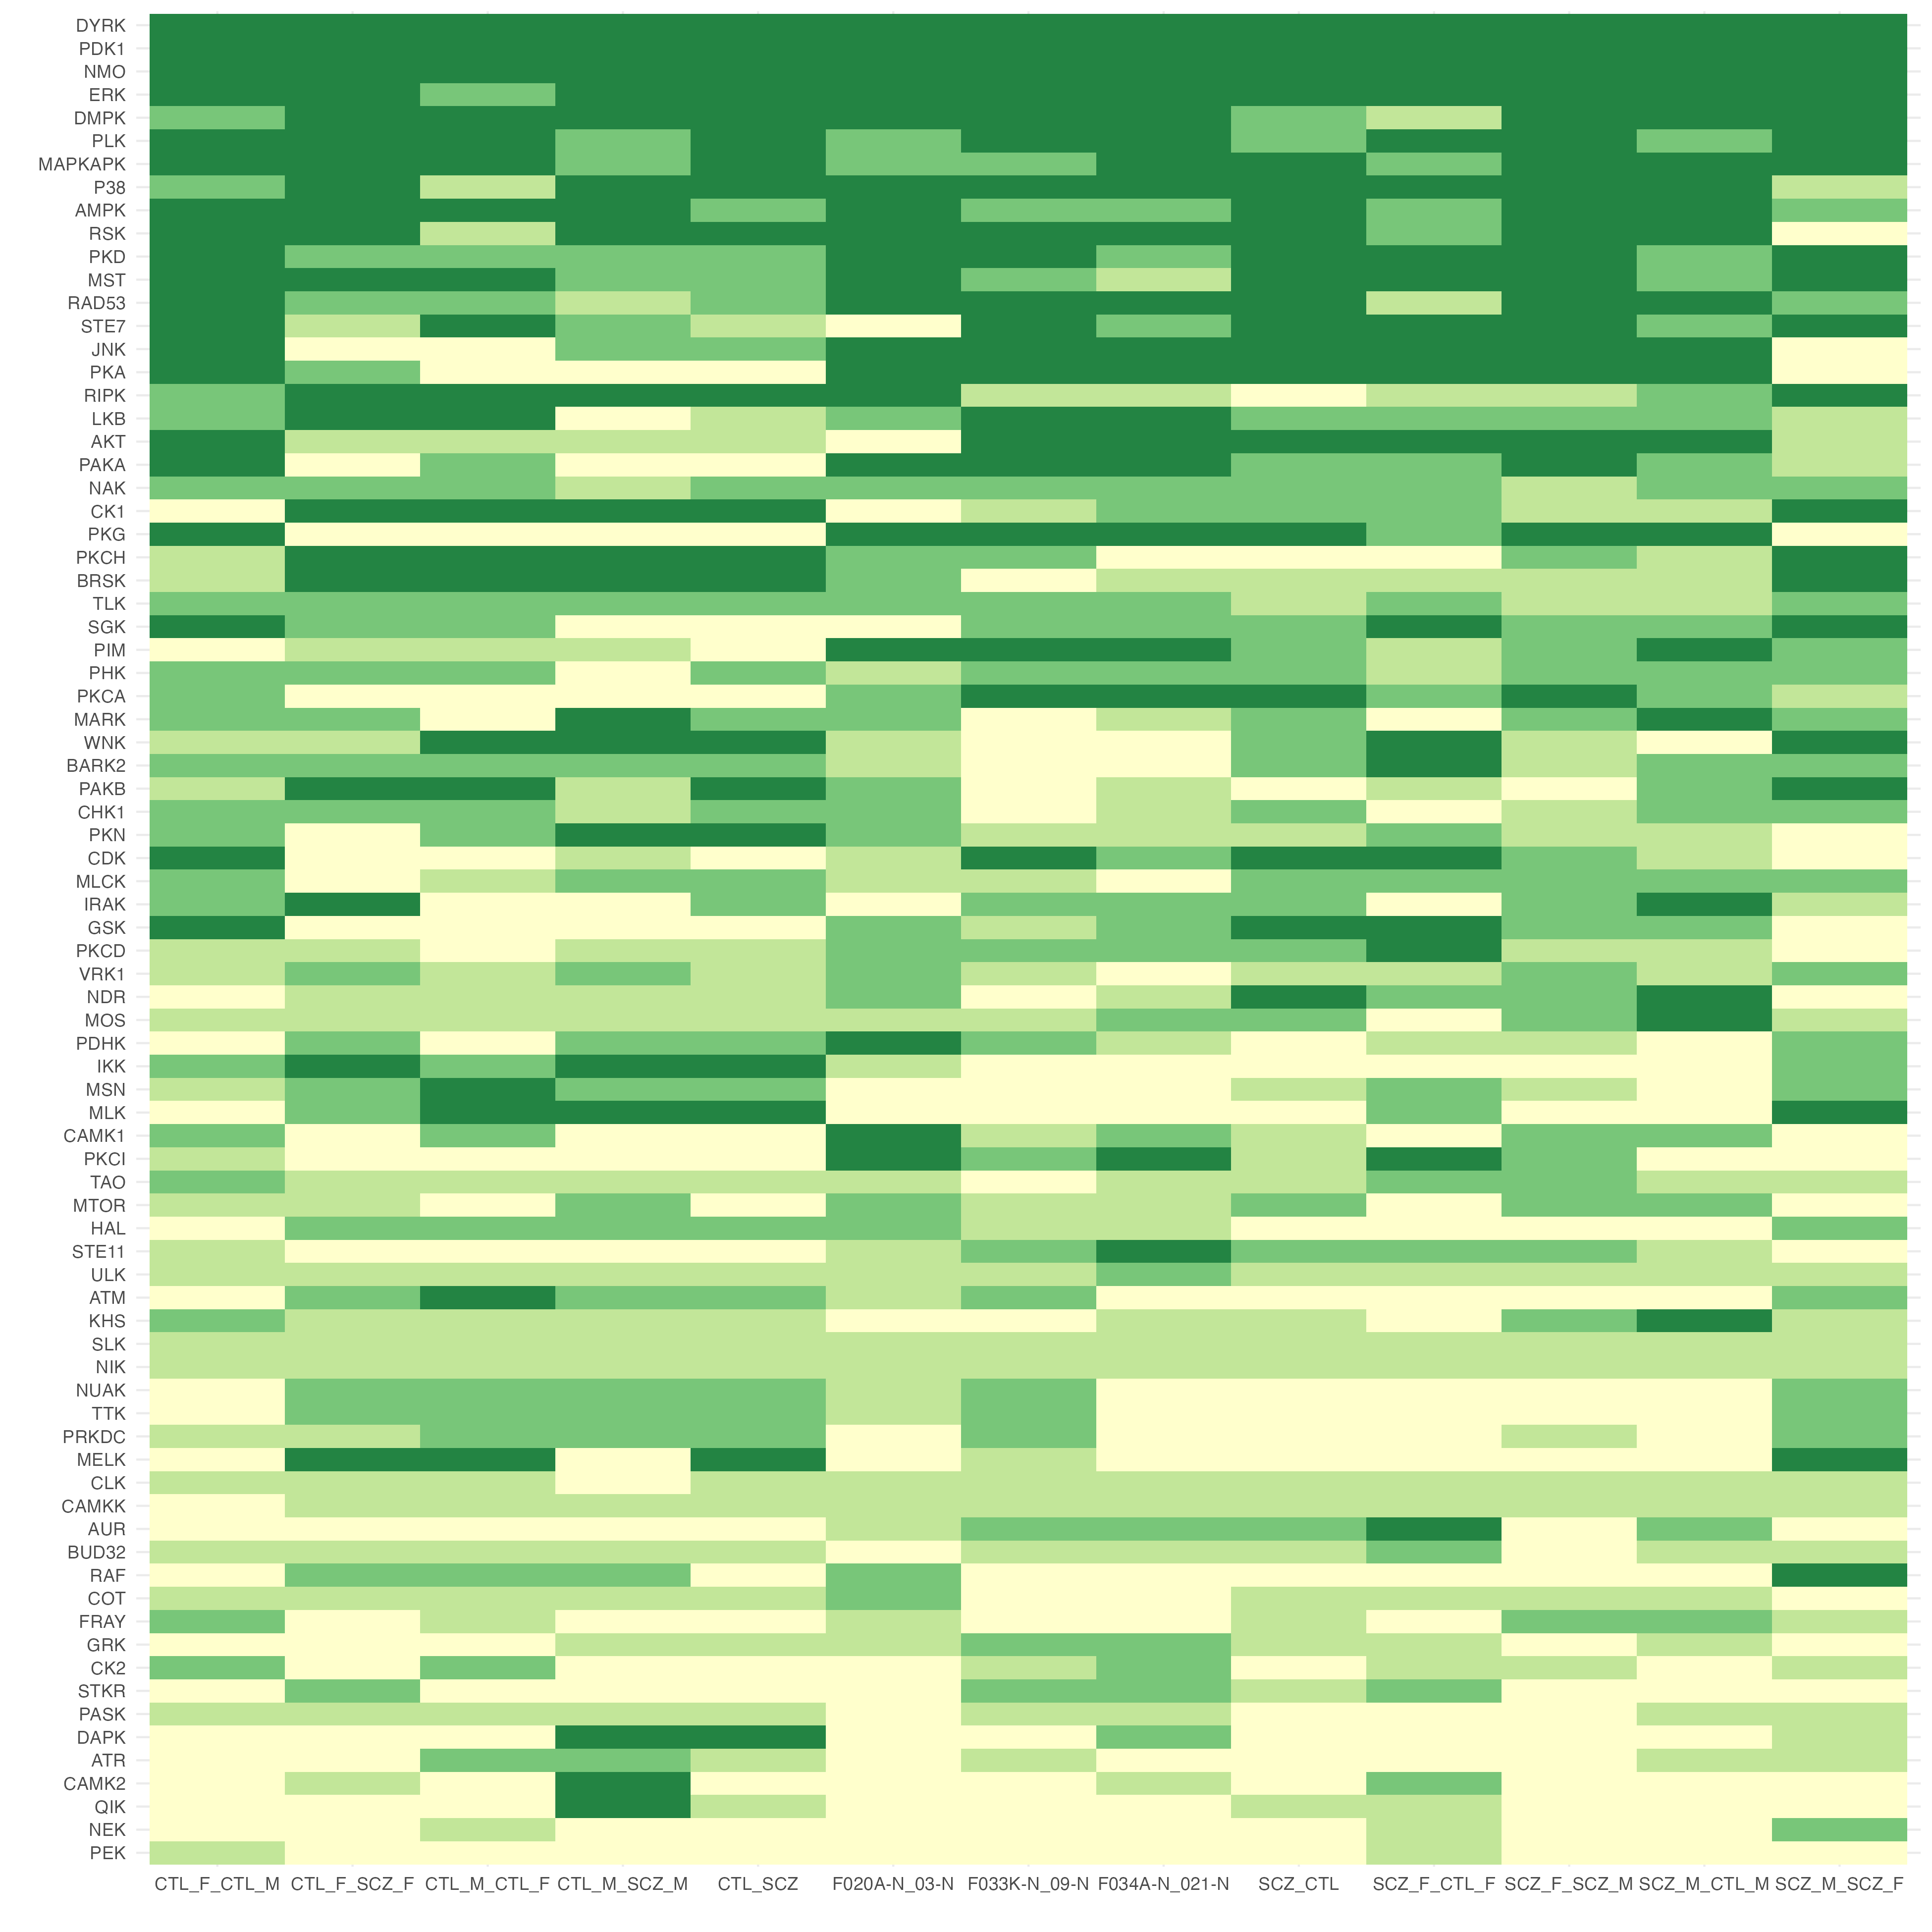 DYRK
PDK1
NMO
ERK
DMPK
PLK
MAPKAPK
P38
AMPK
RSK
PKD
MST
RAD53
STE7
JNK
PKA
RIPK
LKB
AKT
PAKA
NAK
CK1
PKG
PKCH
BRSK
TLK
SGK
PIM
PHK
PKCA
MARK
WNK
BARK2
PAKB
CHK1
PKN
CDK
MLCK
IRAK
GSK
PKCD
VRK1
NDR
MOS
PDHK
IKK
MSN
MLK
CAMK1
PKCI
TAO
MTOR
HAL
STE11
ULK
ATM
KHS
SLK
NIK
NUAK
TTK
PRKDC
MELK
CLK
CAMKK
AUR
BUD32
RAF
COT
FRAY
GRK
CK2
STKR
PASK
DAPK
ATR
CAMK2
QIK
NEK
PEK
CTL_F_CTL_M CTL_F_SCZ_F CTL_M_CTL_F CTL_M_SCZ_M CTL_SCZ F020A-N_03-N F033K-N_09-N F034A-N_021-N SCZ_CTL SCZ_F_CTL_F SCZ_F_SCZ_M SCZ_M_CTL_M SCZ_M_SCZ_F